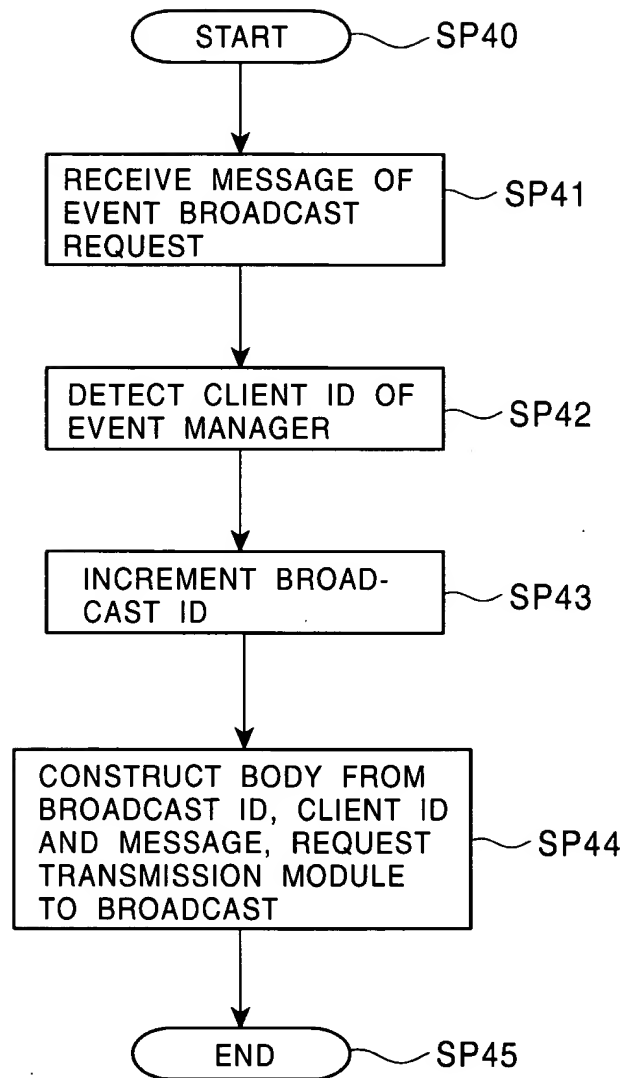 START
SP40
RECEIVE MESSAGE OF
EVENT BROADCAST
REQUEST
SP41
DETECT CLIENT ID OF
EVENT MANAGER
SP42
INCREMENT BROAD-
CAST ID
SP43
CONSTRUCT BODY FROM
BROADCAST ID, CLIENT ID
AND MESSAGE, REQUEST
TRANSMISSION MODULE
TO BROADCAST
SP44
END
SP45